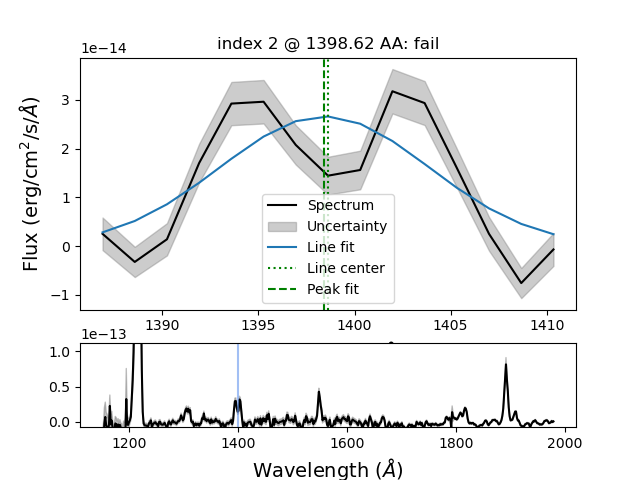 index 2 @ 1398.62 AA: fail
1e−14
Flux (erg/cm²/s/Å)
3
2
1
0
−1
Spectrum
Uncertainty
Line fit
Line center
Peak fit
1390 1395 1400 1405 1410
1e−13
1.0
0.5
0.0
1200 1400 1600 1800 2000
Wavelength (Å)